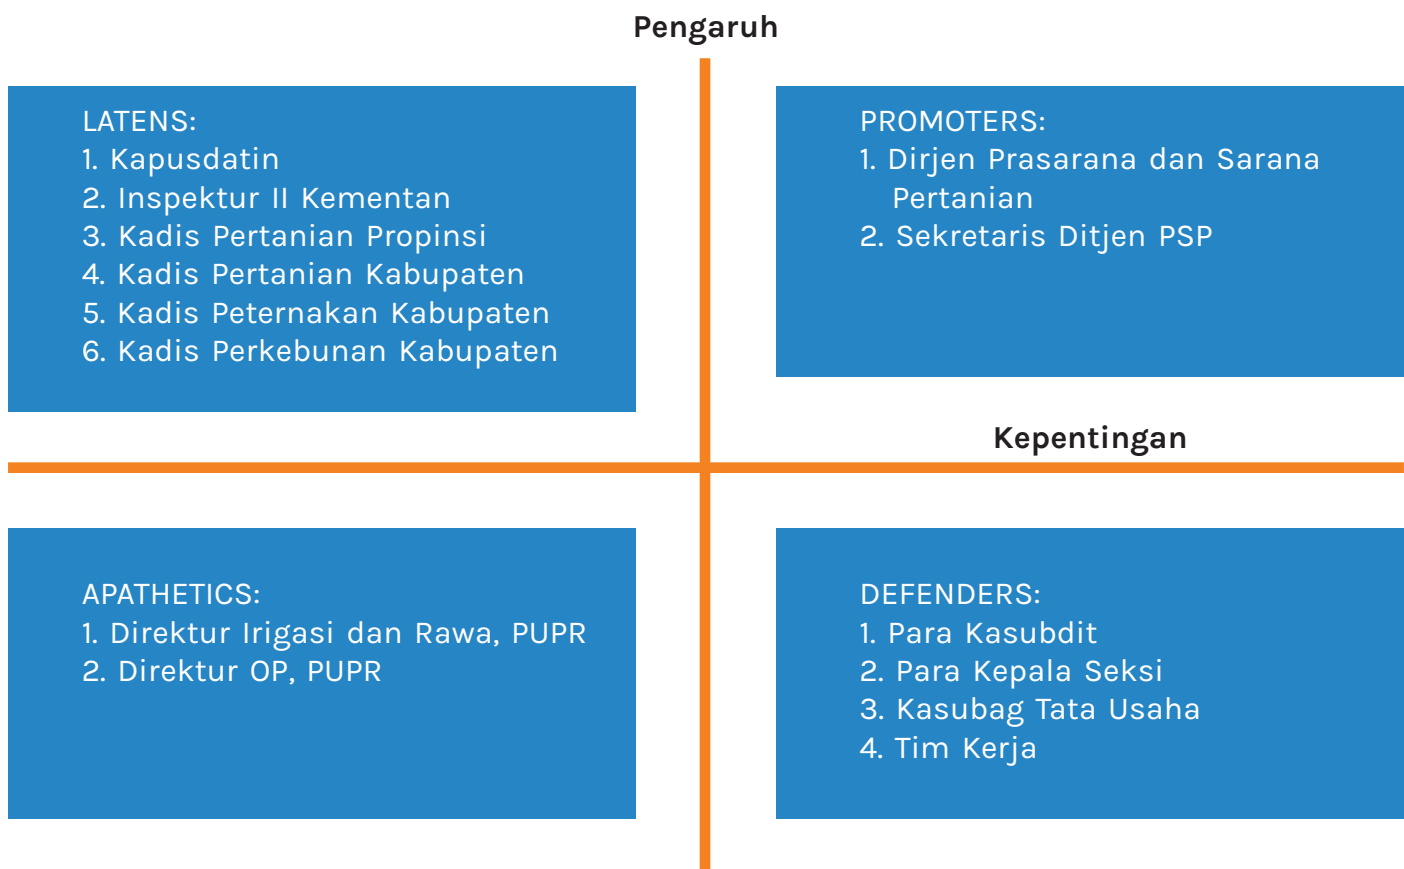 Pengaruh
LATENS:
1. Kapusdatin
2. Inspektur II Kementan
3. Kadis Pertanian Propinsi
4. Kadis Pertanian Kabupaten
5. Kadis Peternakan Kabupaten
6. Kadis Perkebunan Kabupaten
PROMOTERS:
1. Dirjen Prasarana dan Sarana
Pertanian
2. Sekretaris Ditjen PSP
Kepentingan
APATHETICS:
1. Direktur Irigasi dan Rawa, PUPR
2. Direktur OP, PUPR
DEFENDERS:
1. Para Kasubdit
2. Para Kepala Seksi
3. Kasubag Tata Usaha
4. Tim Kerja